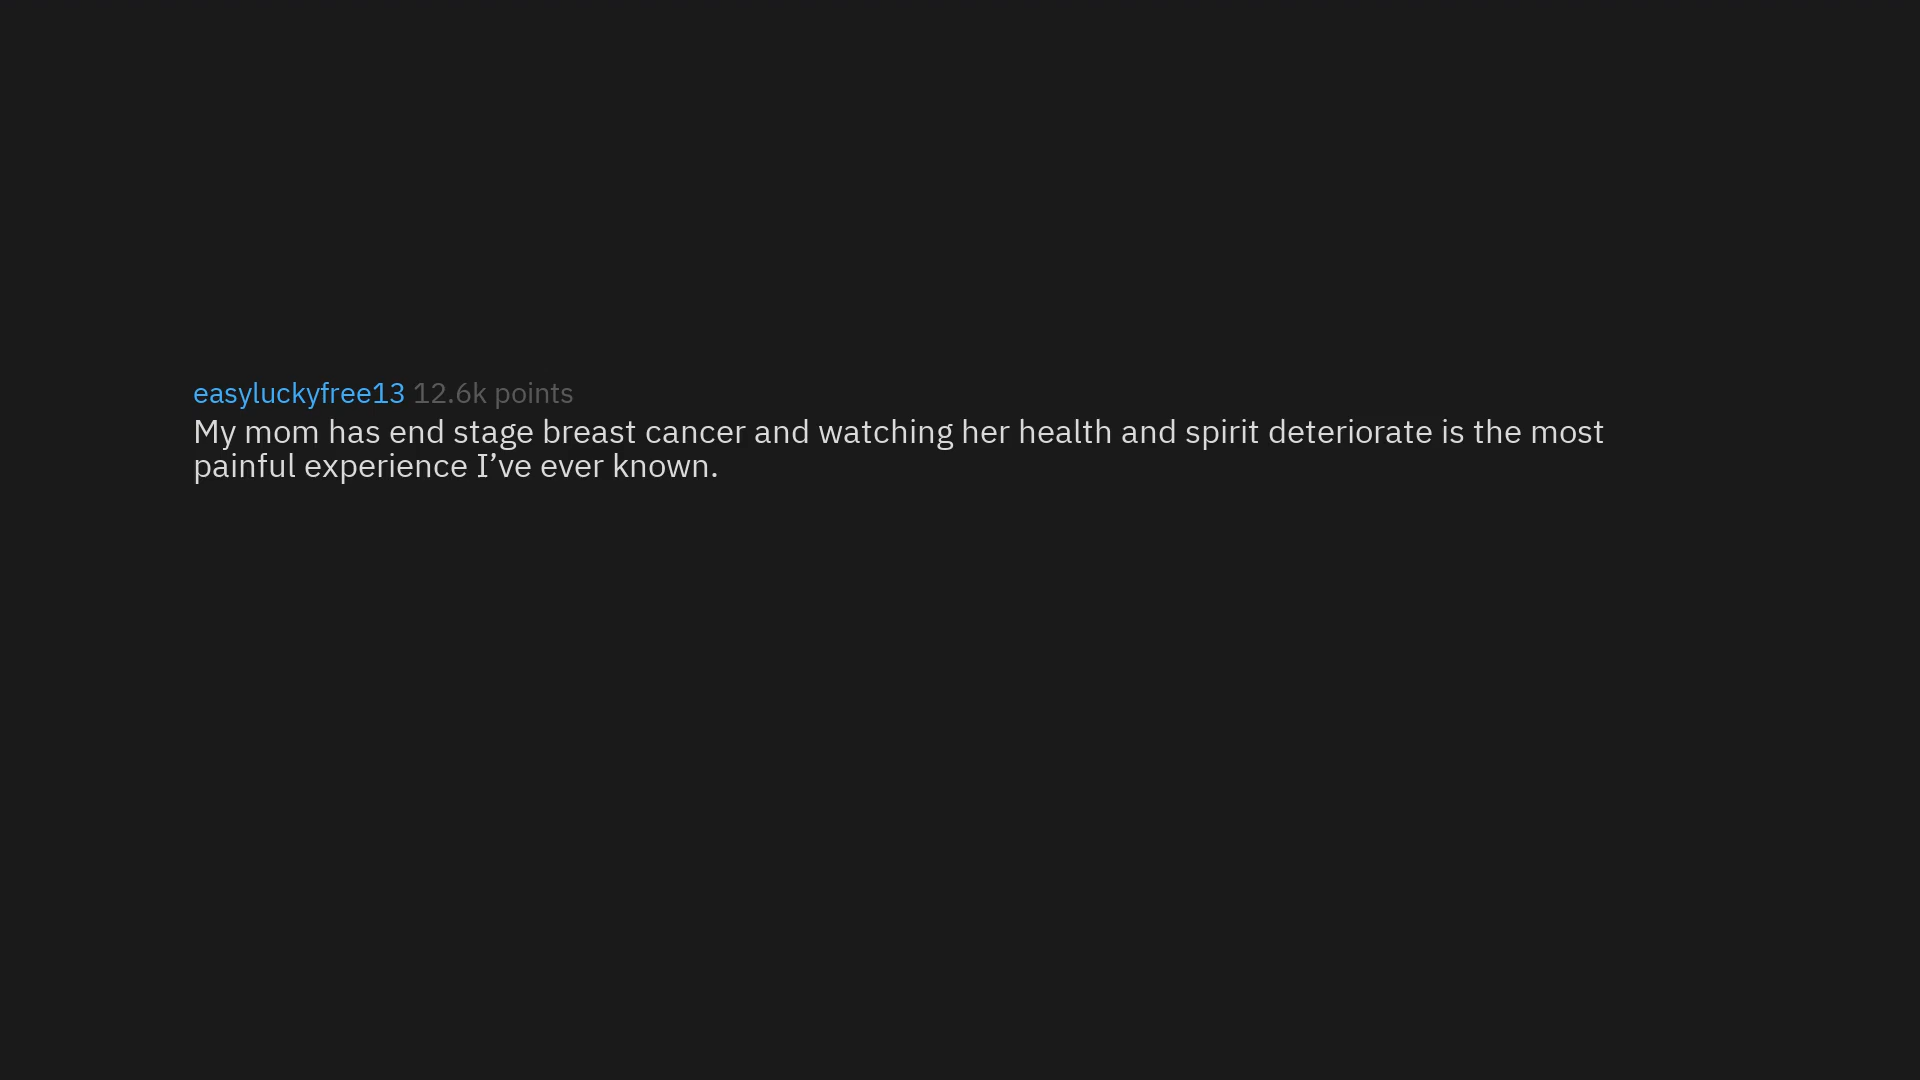 easyluckyfree13 12.6k points
My mom has end stage breast cancer and watching her health and spirit deteriorate is the most
painful experience I’ve ever known.